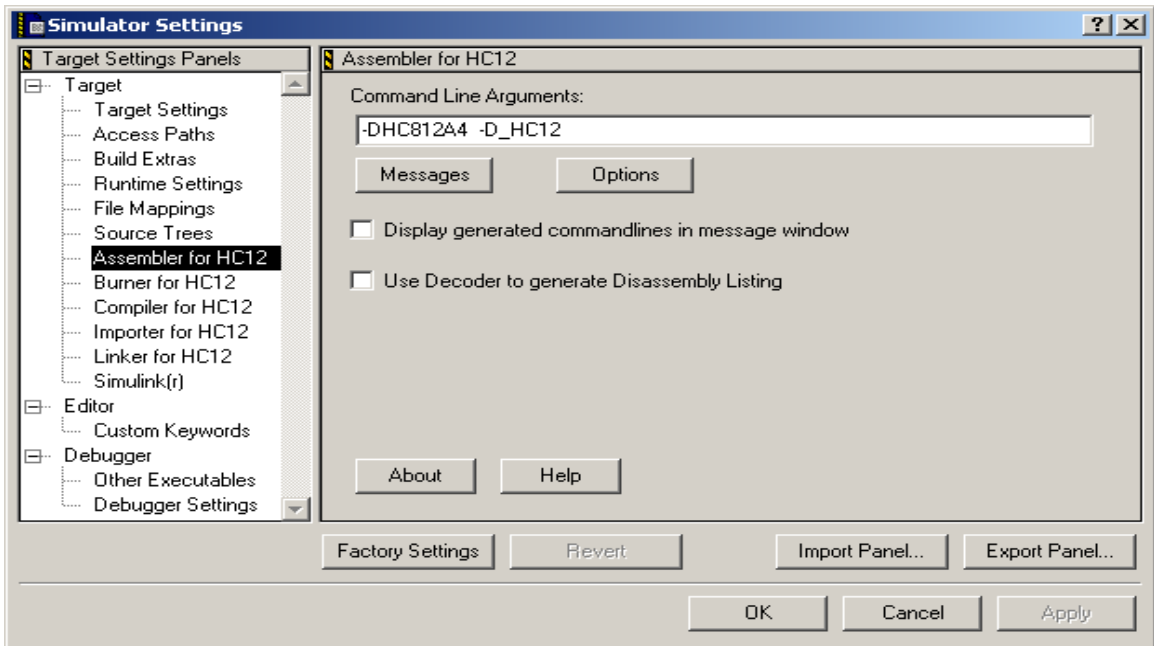 Simulator Settings
Target Settings Panels
Target
Target Settings
Access Paths
Build Extras
Runtime Settings
File Mappings
Source Trees
Assembler for HC12
Burner for HC12
Compiler for HC12
Importer for HC12
Linker for HC12
Simulink(r)
Editor
Custom Keywords
Debugger
Other Executables
Debugger Settings
Assembler for HC12
Command Line Arguments:
-DHC812A4 -D_HC12
Messages Options
Display generated commandlines in message window
Use Decoder to generate Disassembly Listing
About Help
Factory Settings Revert Import Panel... Export Panel...
OK Cancel Apply